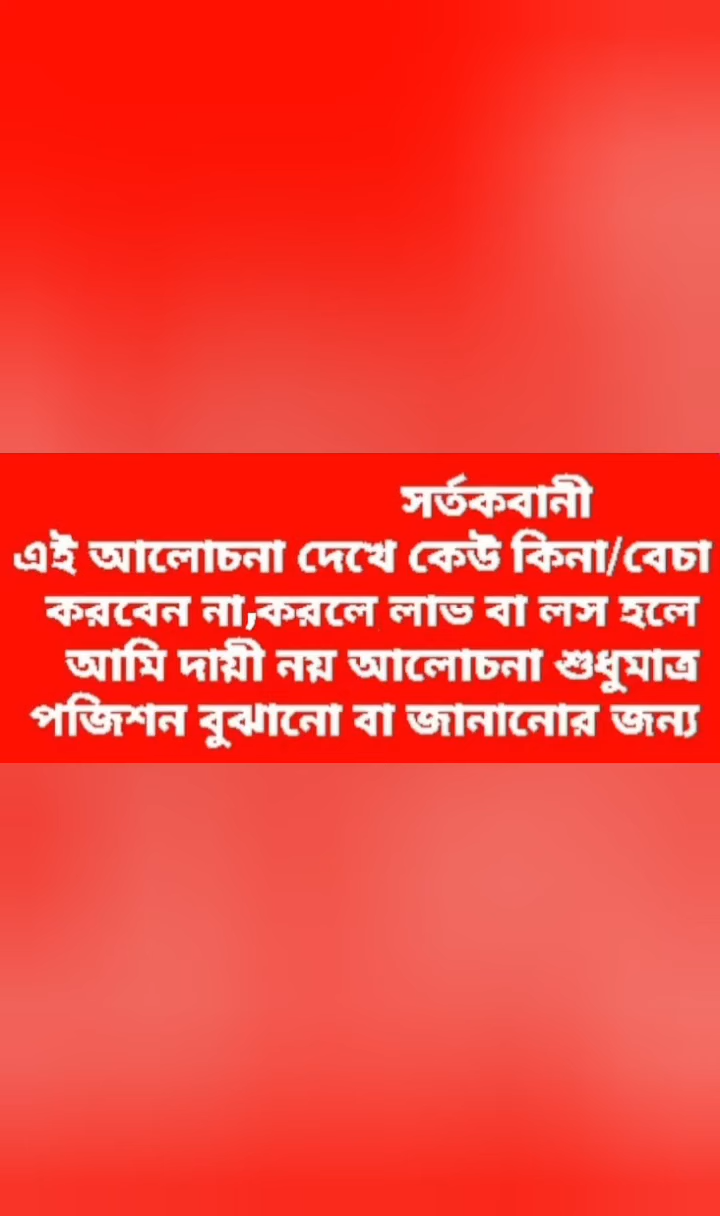 সর্তকবানী
এই আলোচনা দেখে কেউ কিনা/বেচা
করবেন না,করলে লাভ বা লস হলে
আমি দায়ী নয় আলোচনা শুধুমাত্র
পজিশন বুঝানো বা জানানোর জন্য